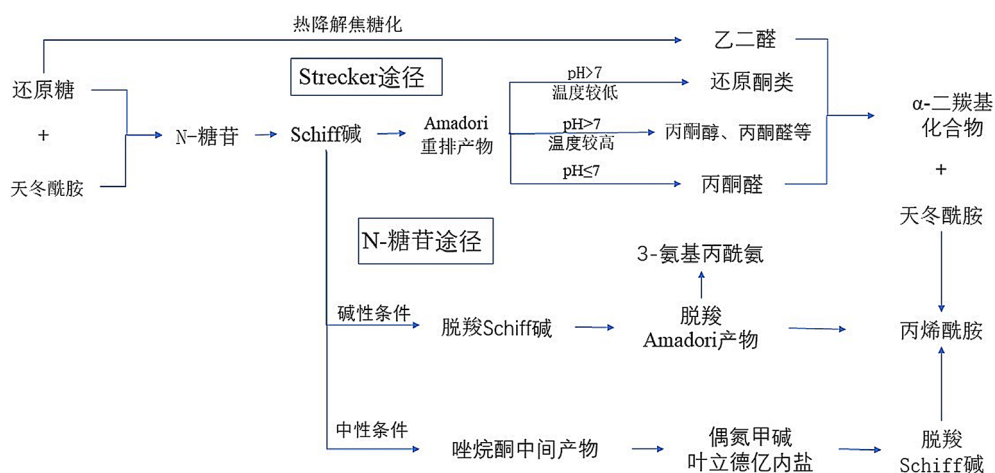 热降解焦糖化
乙二醛
还原糖
+
天冬酰胺
N-糖苷
Strecker途径
Schiff碱
Amadori
重排产物
pH>7
温度较低
还原酮类
pH>7
温度较高
丙酮醇、丙酮醛等
pH≤7
丙酮醛
α-二羰基
化合物
+
天冬酰胺
N-糖苷途径
3-氨基丙酰氨
碱性条件
脱羧Schiff碱
脱羧
Amadori产物
丙烯酰胺
中性条件
唑烷酮中间产物
偶氮甲碱
叶立德亿内盐
脱羧
Schiff碱